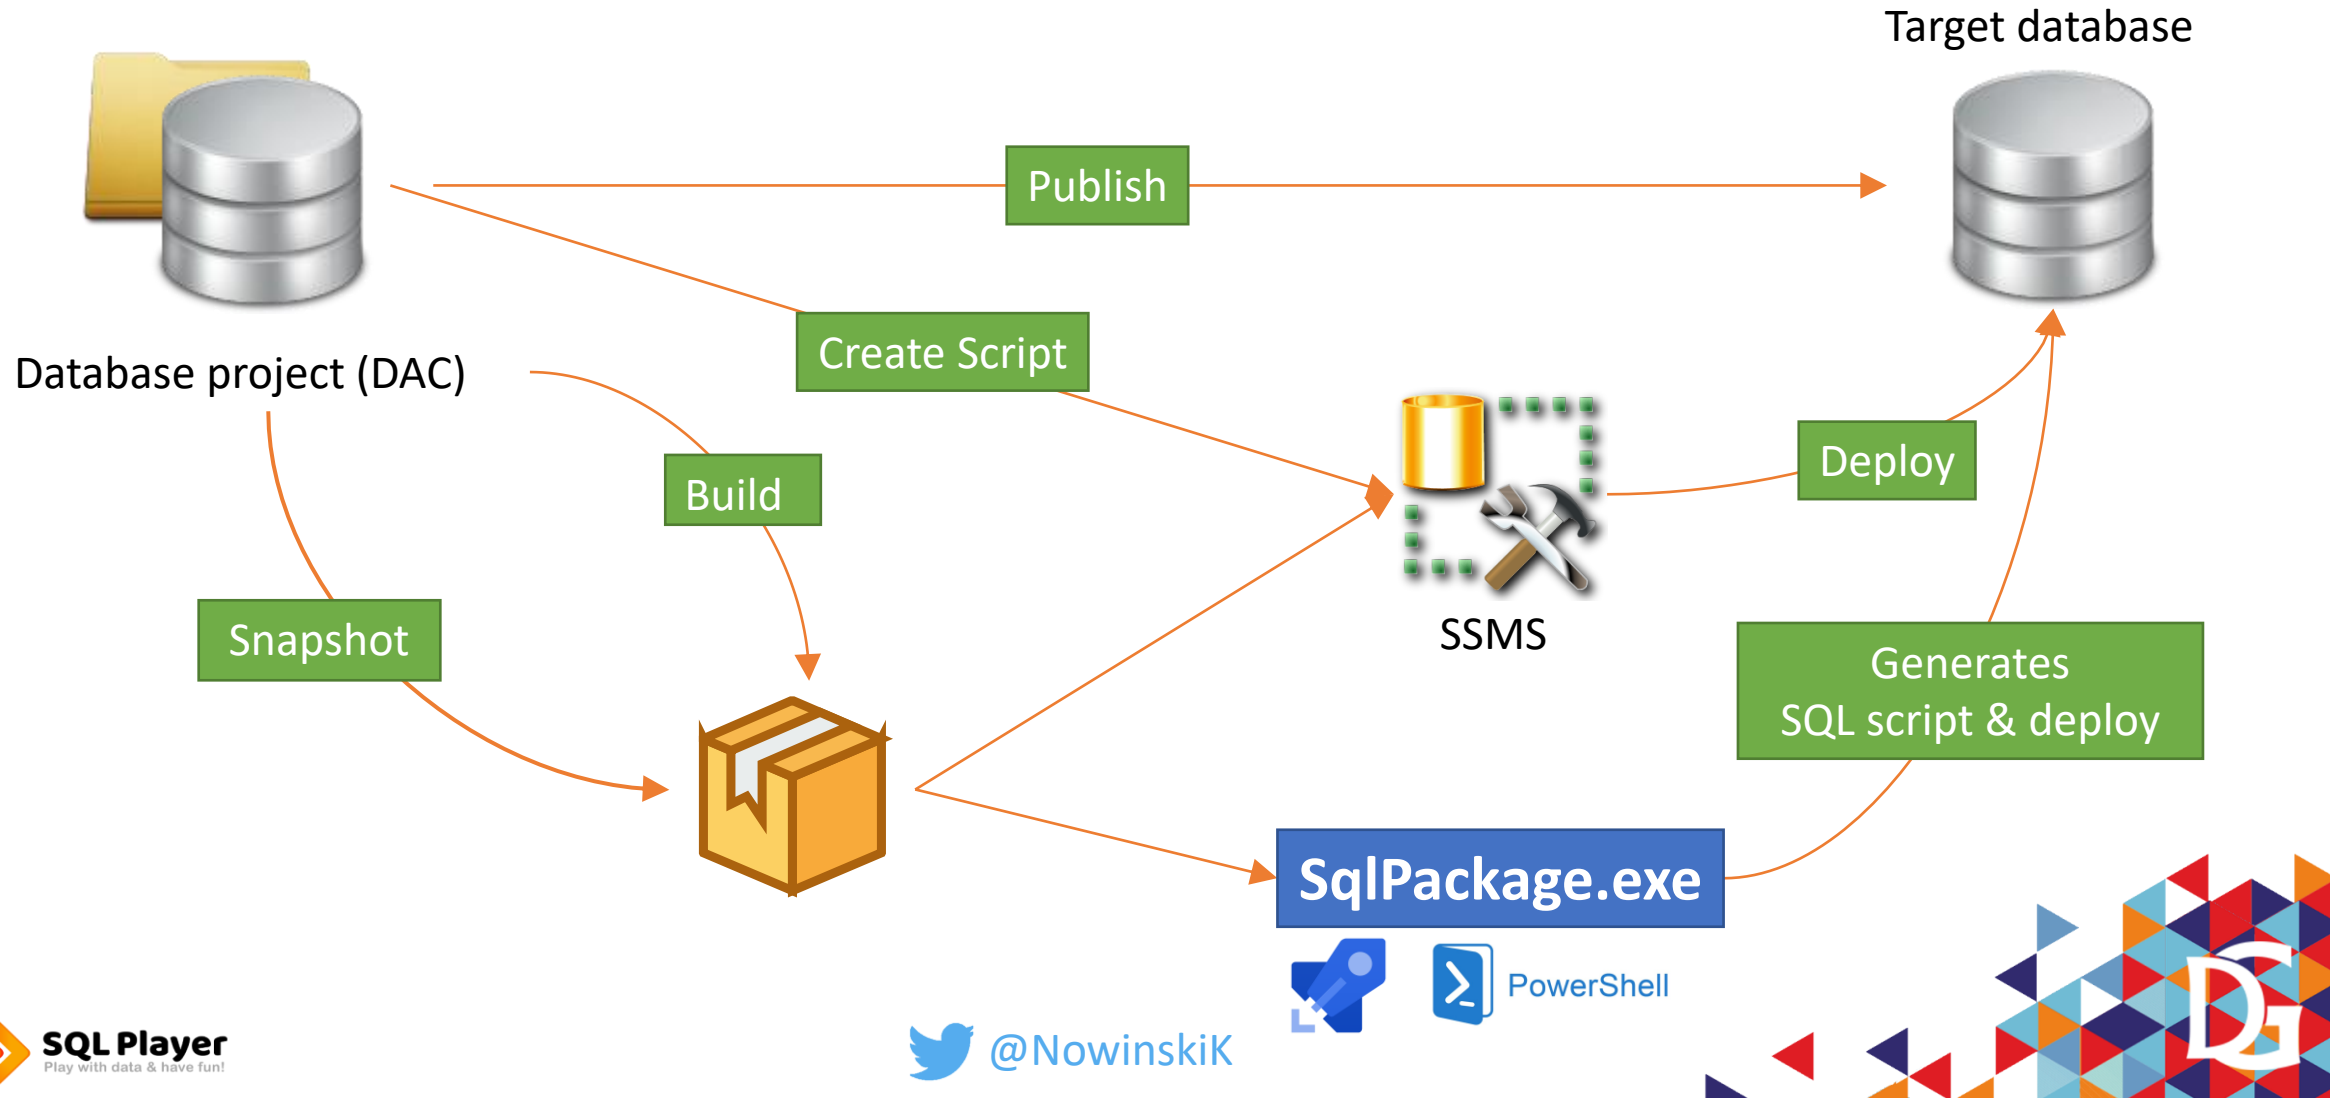 Target database
Publish
Create Script
Database project (DAC)
Deploy
Build
Snapshot
SSMS
Generates
SQL script & deploy
SqlPackage.exe
PowerShell
SQL Player
Play with data & have fun!
@NowinskiK
DG